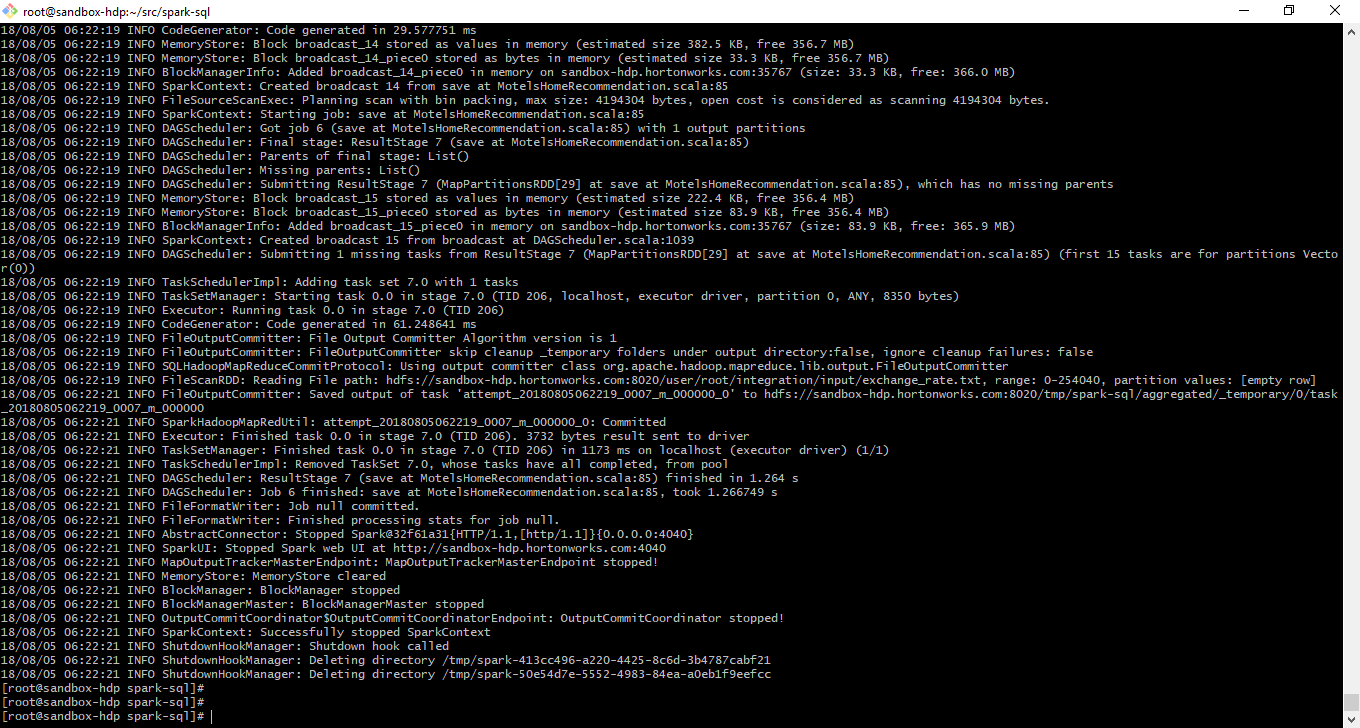 root@sandbox-hdp:~/src/spark-sql
18/08/05 06:22:19 INFO CodeGenerator: Code generated in 29.577751 ms
18/08/05 06:22:19 INFO MemoryStore: Block broadcast_14 stored as values in memory (estimated size 382.5 KB, free 356.7 MB)
18/08/05 06:22:19 INFO MemoryStore: Block broadcast_14_piece0 stored as bytes in memory (estimated size 33.3 KB, free 356.7 MB)
18/08/05 06:22:19 INFO BlockManagerInfo: Added broadcast_14_piece0 in memory on sandbox-hdp.hortonworks.com:35767 (size: 33.3 KB, free: 366.0 MB)
18/08/05 06:22:19 INFO SparkContext: Created broadcast 14 from save at MotelsHomeRecommendation.scala:85
18/08/05 06:22:19 INFO FileSourceScanExec: Planning scan with bin packing, max size: 4194304 bytes, open cost is considered as scanning 4194304 bytes.
18/08/05 06:22:19 INFO SparkContext: Starting job: save at MotelsHomeRecommendation.scala:85
18/08/05 06:22:19 INFO DAGScheduler: Got job 6 (save at MotelsHomeRecommendation.scala:85) with 1 output partitions
18/08/05 06:22:19 INFO DAGScheduler: Final stage: ResultStage 7 (save at MotelsHomeRecommendation.scala:85)
18/08/05 06:22:19 INFO DAGScheduler: Parents of final stage: List()
18/08/05 06:22:19 INFO DAGScheduler: Missing parents: List()
18/08/05 06:22:19 INFO DAGScheduler: Submitting ResultStage 7 (MapPartitionsRDD[29] at save at MotelsHomeRecommendation.scala:85), which has no missing parents
18/08/05 06:22:19 INFO MemoryStore: Block broadcast_15 stored as values in memory (estimated size 222.4 KB, free 356.4 MB)
18/08/05 06:22:19 INFO MemoryStore: Block broadcast_15_piece0 stored as bytes in memory (estimated size 83.9 KB, free 356.4 MB)
18/08/05 06:22:19 INFO BlockManagerInfo: Added broadcast_15_piece0 in memory on sandbox-hdp.hortonworks.com:35767 (size: 83.9 KB, free: 365.9 MB)
18/08/05 06:22:19 INFO SparkContext: Created broadcast 15 from broadcast at DAGScheduler.scala:1039
18/08/05 06:22:19 INFO DAGScheduler: Submitting 1 missing tasks from ResultStage 7 (MapPartitionsRDD[29] at save at MotelsHomeRecommendation.scala:85) (first 15 tasks are for partitions Vecto
r(0))
18/08/05 06:22:19 INFO TaskSchedulerImpl: Adding task set 7.0 with 1 tasks
18/08/05 06:22:19 INFO TaskSetManager: Starting task 0.0 in stage 7.0 (TID 206, localhost, executor driver, partition 0, ANY, 8350 bytes)
18/08/05 06:22:19 INFO Executor: Running task 0.0 in stage 7.0 (TID 206)
18/08/05 06:22:19 INFO CodeGenerator: Code generated in 61.248641 ms
18/08/05 06:22:19 INFO FileOutputCommitter: File Output Committer Algorithm version is 1
18/08/05 06:22:19 INFO FileOutputCommitter: FileOutputCommitter skip cleanup _temporary folders under output directory:false, ignore cleanup failures: false
18/08/05 06:22:19 INFO SQLHadoopMapReduceCommitProtocol: Using output committer class org.apache.hadoop.mapreduce.lib.output.FileOutputCommitter
18/08/05 06:22:19 INFO FileScanRDD: Reading File path: hdfs://sandbox-hdp.hortonworks.com:8020/user/root/integration/input/exchange_rate.txt, range: 0-254040, partition values: [empty row]
18/08/05 06:22:21 INFO FileOutputCommitter: Saved output of task 'attempt_20180805062219_0007_m_000000_0' to hdfs://sandbox-hdp.hortonworks.com:8020/tmp/spark-sql/aggregated/_temporary/0/task
_20180805062219_0007_m_000000
18/08/05 06:22:21 INFO SparkHadoopMapRedUtil: attempt_20180805062219_0007_m_000000_0: Committed
18/08/05 06:22:21 INFO Executor: Finished task 0.0 in stage 7.0 (TID 206). 3732 bytes result sent to driver
18/08/05 06:22:21 INFO TaskSetManager: Finished task 0.0 in stage 7.0 (TID 206) in 1173 ms on localhost (executor driver) (1/1)
18/08/05 06:22:21 INFO TaskSchedulerImpl: Removed TaskSet 7.0, whose tasks have all completed, from pool
18/08/05 06:22:21 INFO DAGScheduler: ResultStage 7 (save at MotelsHomeRecommendation.scala:85) finished in 1.264 s
18/08/05 06:22:21 INFO DAGScheduler: Job 6 finished: save at MotelsHomeRecommendation.scala:85, took 1.266749 s
18/08/05 06:22:21 INFO FileFormatWriter: Job null committed.
18/08/05 06:22:21 INFO FileFormatWriter: Finished processing stats for job null.
18/08/05 06:22:21 INFO AbstractConnector: Stopped Spark@32f61a31{HTTP/1.1,[http/1.1]}{0.0.0.0:4040}
18/08/05 06:22:21 INFO SparkUI: Stopped Spark web UI at http://sandbox-hdp.hortonworks.com:4040
18/08/05 06:22:21 INFO MapOutputTrackerMasterEndpoint: MapOutputTrackerMasterEndpoint stopped!
18/08/05 06:22:21 INFO MemoryStore: MemoryStore cleared
18/08/05 06:22:21 INFO BlockManager: BlockManager stopped
18/08/05 06:22:21 INFO BlockManagerMaster: BlockManagerMaster stopped
18/08/05 06:22:21 INFO OutputCommitCoordinator$OutputCommitCoordinatorEndpoint: OutputCommitCoordinator stopped!
18/08/05 06:22:21 INFO SparkContext: Successfully stopped SparkContext
18/08/05 06:22:21 INFO ShutdownHookManager: Shutdown hook called
18/08/05 06:22:21 INFO ShutdownHookManager: Deleting directory /tmp/spark-413cc496-a220-4425-8c6d-3b4787cabf21
18/08/05 06:22:21 INFO ShutdownHookManager: Deleting directory /tmp/spark-50e54d7e-5552-4983-84ea-a0eb1f9eefcc
[root@sandbox-hdp spark-sql]#
[root@sandbox-hdp spark-sql]#
[root@sandbox-hdp spark-sql]#